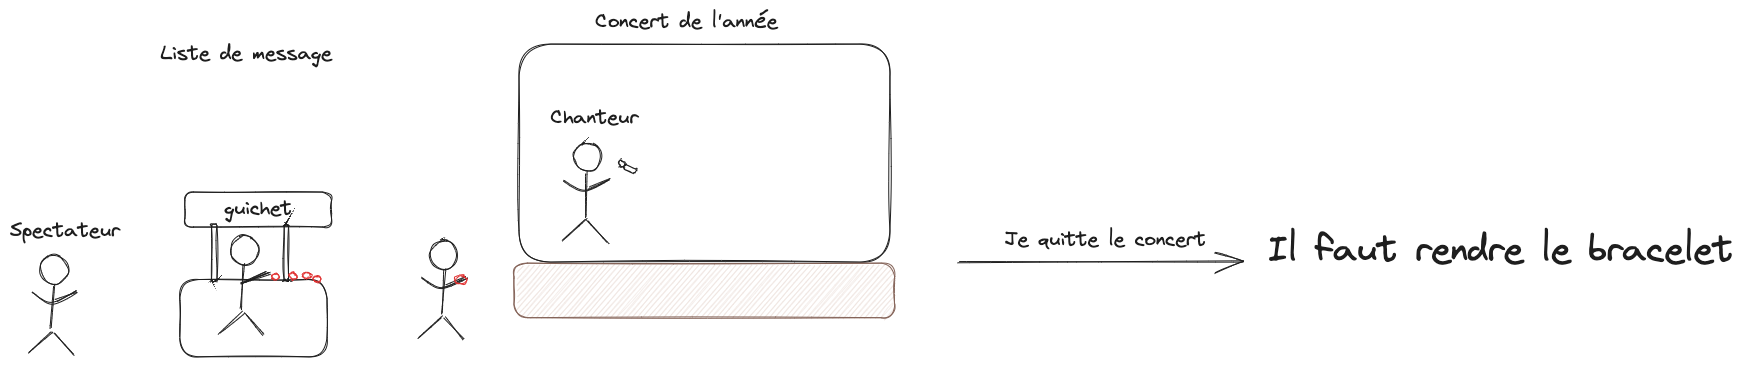 Concert de l'année
Liste de message
Chanteur
guichet
Spectateur
Je quitte le concert
Il faut rendre le bracelet